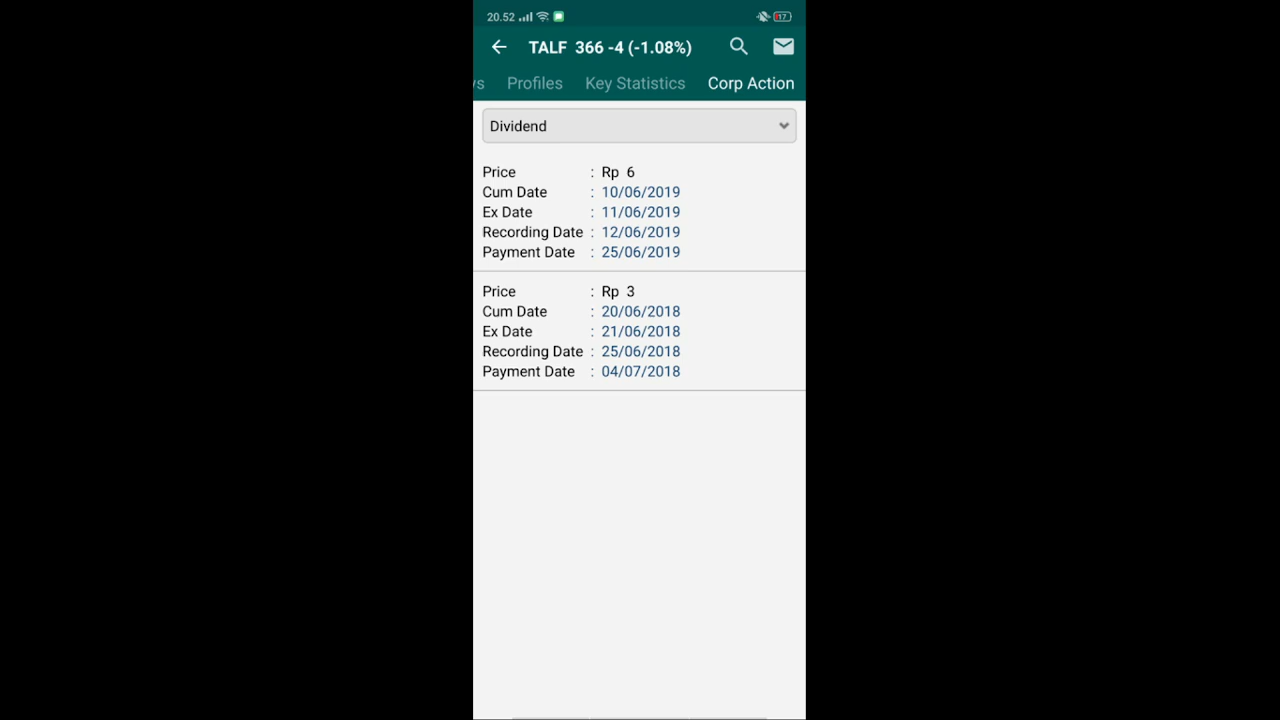 20.52
17
TALF 366 -4 (-1.08%)
Profiles Key Statistics Corp Action
Dividend
Price : Rp 6
Cum Date : 10/06/2019
Ex Date : 11/06/2019
Recording Date : 12/06/2019
Payment Date : 25/06/2019
Price : Rp 3
Cum Date : 20/06/2018
Ex Date : 21/06/2018
Recording Date : 25/06/2018
Payment Date : 04/07/2018